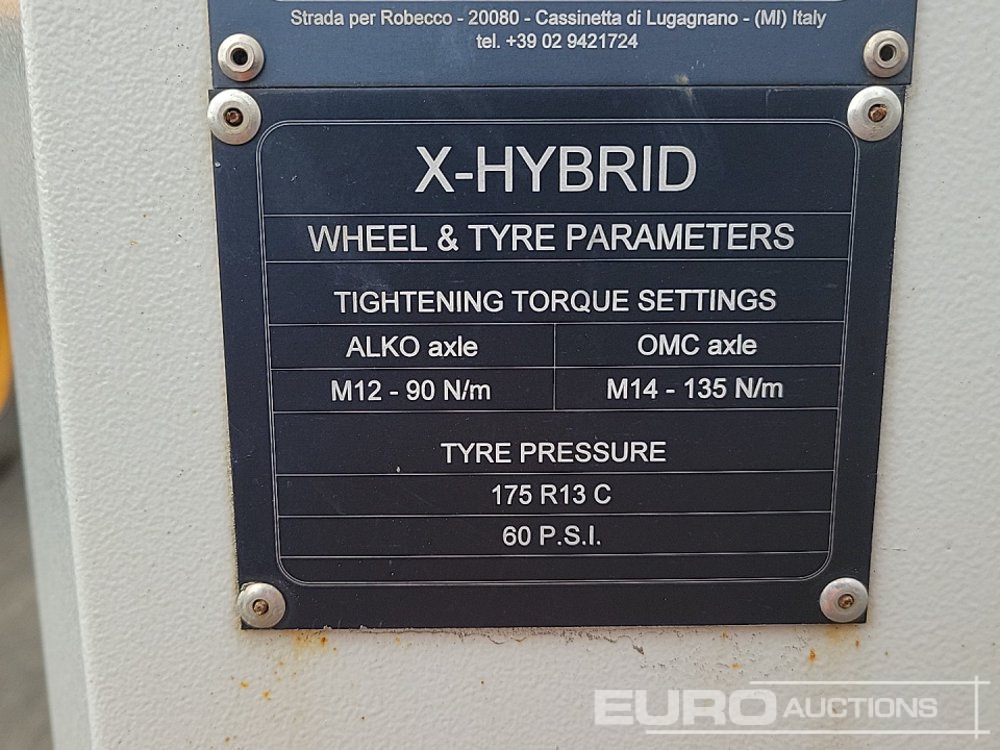 Strada per Robecco - 20080 - Cassinetta di Lugagnano - (MI) Italy
tel. +39 02 9421724
X-HYBRID
WHEEL & TYRE PARAMETERS
TIGHTENING TORQUE SETTINGS
ALKO axle OMC axle
M12 - 90 N/m M14 - 135 N/m
TYRE PRESSURE
175 R13 C
60 P.S.I.
EURO AUCTIONS